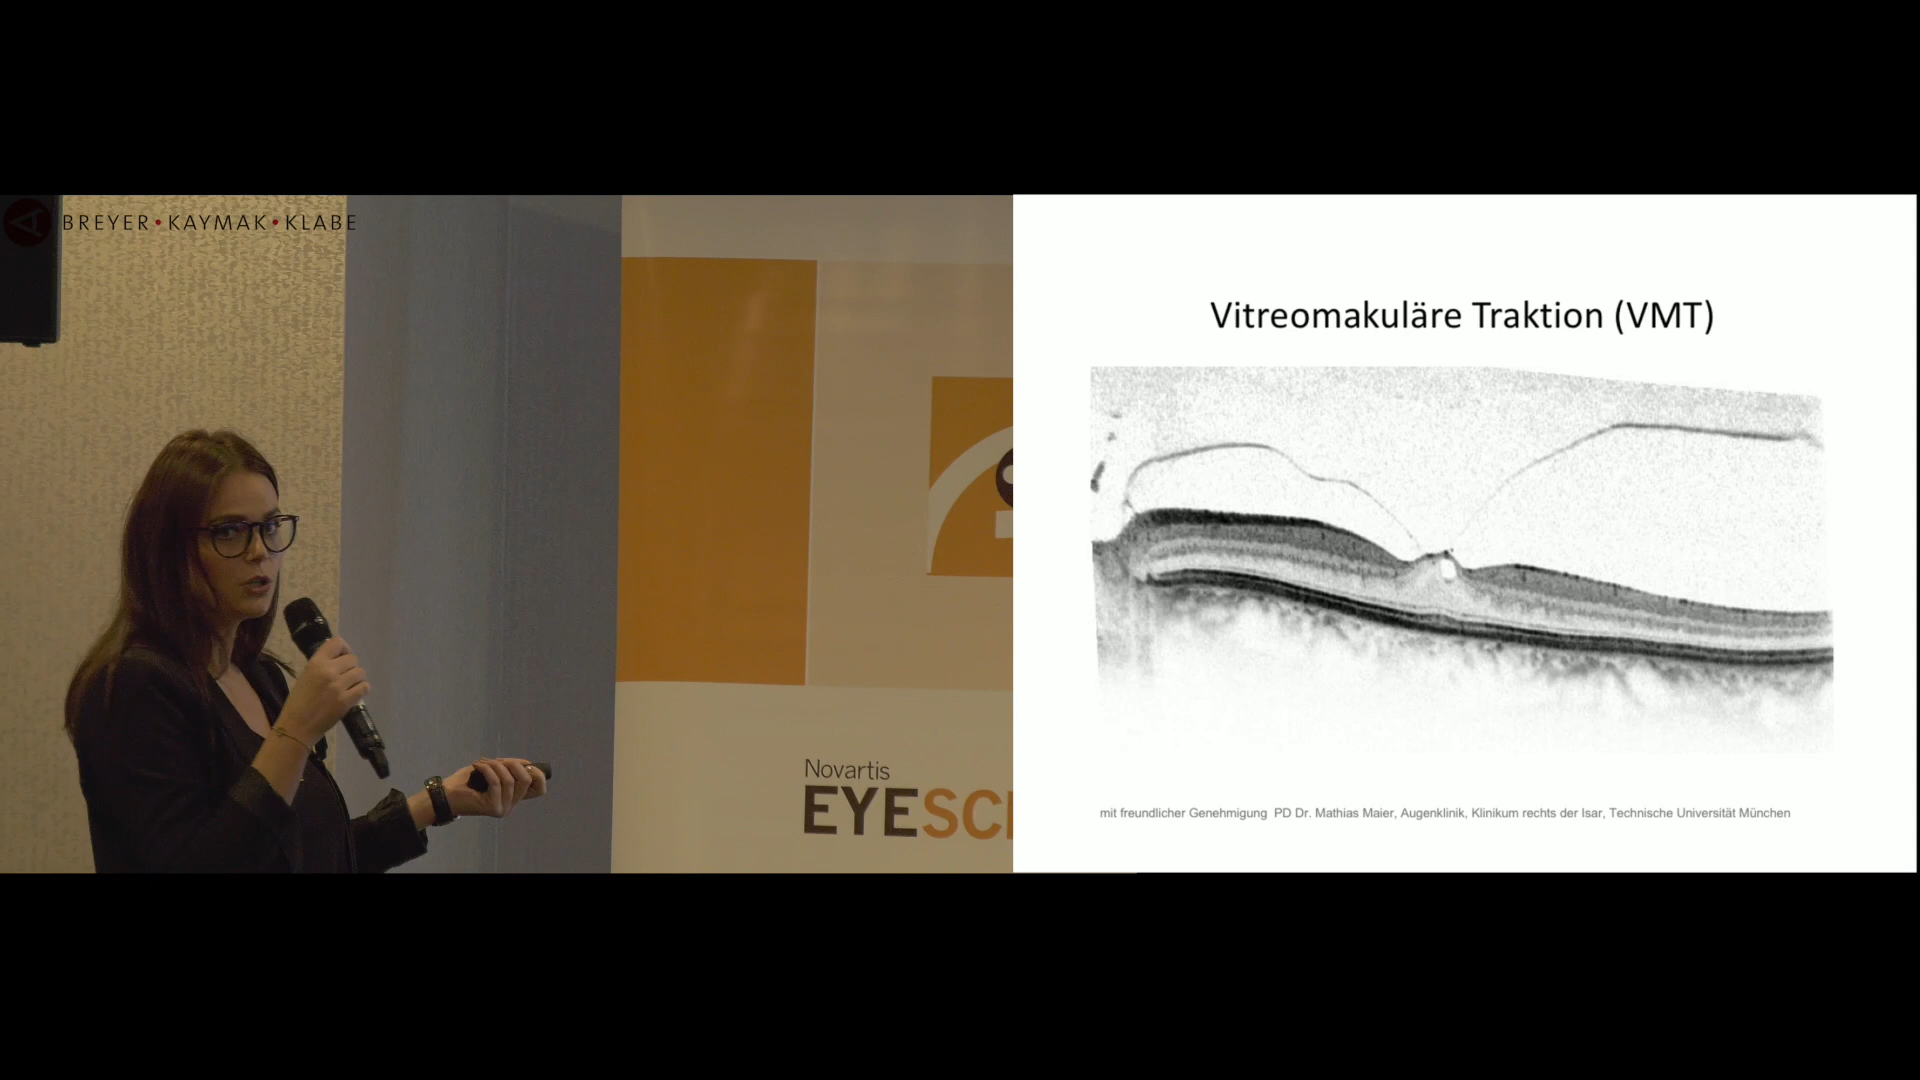 BREYER•KAYMAK•KLABE
Novartis
EYESCH
Vitreomakuläre Traktion (VMT)
mit freundlicher Genehmigung PD Dr. Mathias Maier, Augenklinik, Klinikum rechts der Isar, Technische Universität München